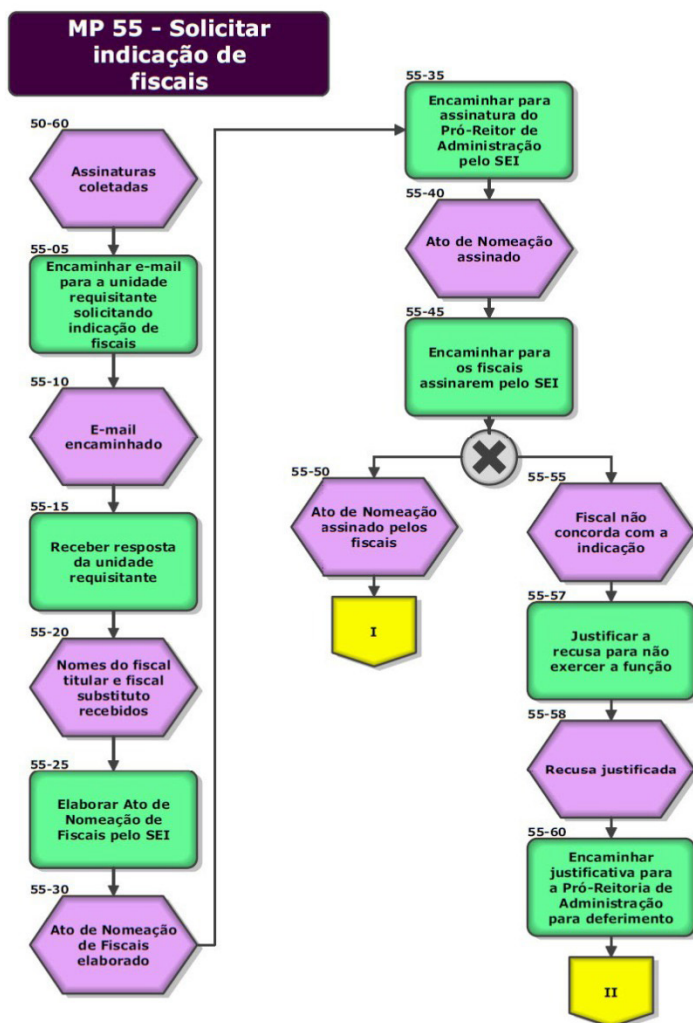 MP 55 - Solicitar
indicação de
fiscais
50-60
Assinaturas
coletadas
55-05
Encaminhar e-mail
para a unidade
requisitante
solicitando
indicação de
fiscais
55-10
E-mail
encaminhado
55-15
Receber resposta
da unidade
requisitante
55-20
Nomes do fiscal
titular e fiscal
substituto
recebidos
55-25
Elaborar Ato de
Nomeação de
Fiscais pelo SEI
55-30
Ato de Nomeação
de Fiscais
elaborado
55-35
Encaminhar para
assinatura do
Pró-Reitor de
Administração
pelo SEI
55-40
Ato de Nomeação
assinado
55-45
Encaminhar para
os fiscais
assinarem pelo SEI
55-50
Ato de Nomeação
assinado pelos
fiscais
I
55-55
Fiscal não
concorda com a
indicação
55-57
Justificar a
recusa para não
exercer a função
55-58
Recusa justificada
55-60
Encaminhar
justificativa para
a Pró-Reitoria de
Administração
para deferimento
II